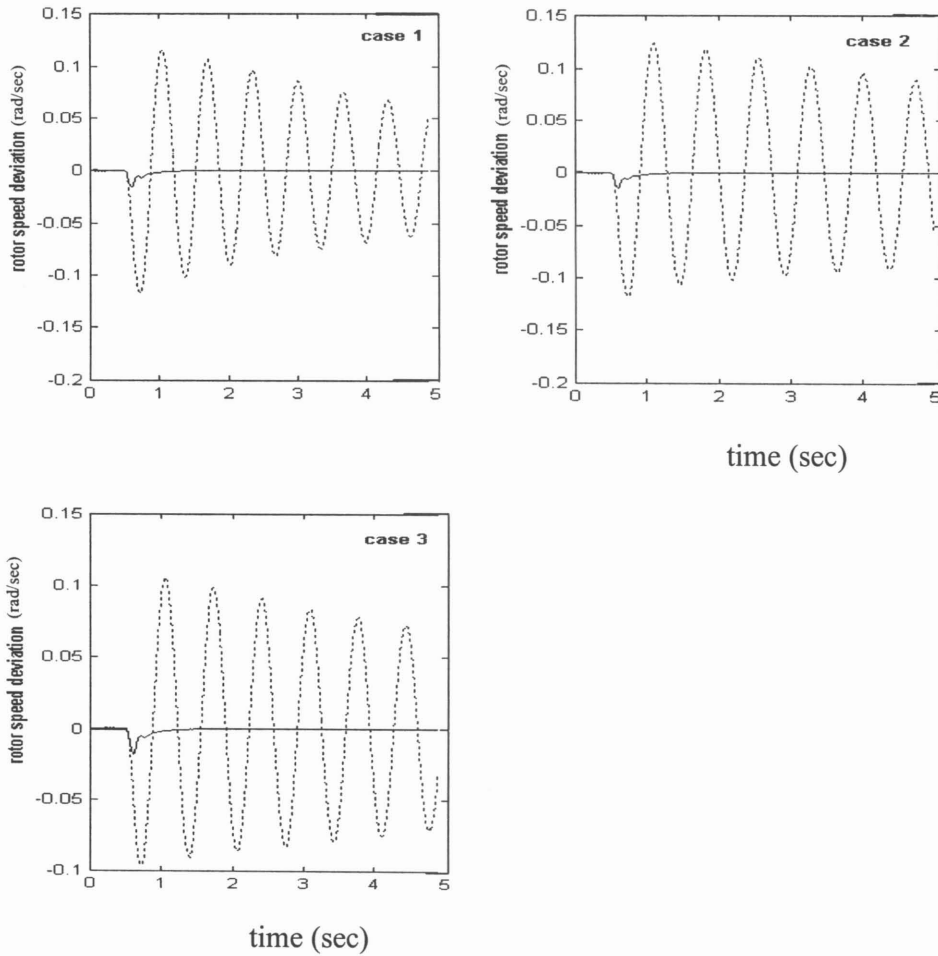 0.15
case 1
0.1
0.05
0
-0.05
-0.1
-0.15
-0.2
0 1 2 3 4 5
rotor speed deviation (rad/sec)
0.15
case 2
0.1
0.05
0
-0.05
-0.1
-0.15
-0.2
0 1 2 3 4 5
rotor speed deviation (rad/sec)
time (sec)
0.15
case 3
0.1
0.05
0
-0.05
-0.1
0 1 2 3 4 5
rotor speed deviation (rad/sec)
time (sec)